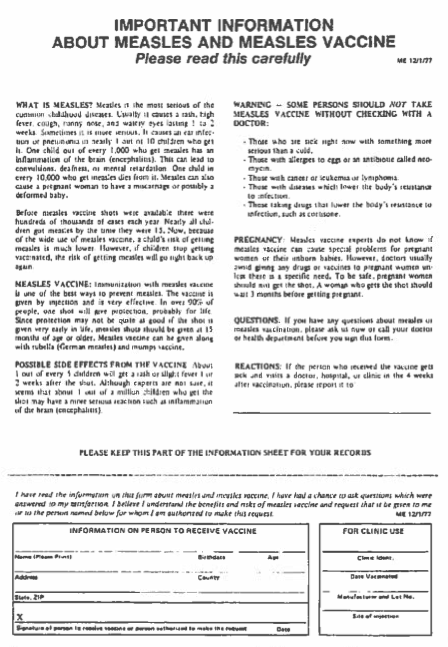 IMPORTANT INFORMATION
ABOUT MEASLES AND MEASLES VACCINE
Please read this carefully
ME 12/1/77
WHAT IS MEASLES? Measles is the most serious of the
common childhood diseases. Usually it causes a rash, high
fever, cough, runny nose, and watery eyes lasting 1 to 2
weeks. Sometimes it is more serious. It causes an ear infec-
tion or pneumonia in nearly 1 out of 10 children who get
it. One child out of every 1,000 who get measles has an
inflammation of the brain (encephalitis). This can lead to
convulsions, deafness, or mental retardation. One child in
every 10,000 who get measles dies from it. Measles can also
cause a pregnant woman to have a miscarriage or possibly a
deformed baby.
Before measles vaccine shots were available there were
hundreds of thousands of cases each year. Nearly all chil-
dren got measles by the time they were 15. Now, because
of the wide use of measles vaccine, a child's risk of getting
measles is much lower. However, if children stop getting
vaccinated, the risk of getting measles will go right back up
again.
MEASLES VACCINE: Immunization with measles vaccine
is one of the best ways to prevent measles. The vaccine is
given by injection and is very effective. In over 90% of
people, one shot will give protection, probably for life.
Since protection may not be quite as good if the shot is
given very early in life, measles shots should be given at 15
months of age or older. Measles vaccine can be given along
with rubella (German measles) and mumps vaccine.
POSSIBLE SIDE EFFECTS FROM THE VACCINE: About
1 out of every 5 children will get a rash or slight fever 1 or
2 weeks after the shot. Although experts are not sure, it
seems that about 1 out of a million children who get the
shot may have a more serious reaction such as inflammation
of the brain (encephalitis).
WARNING -- SOME PERSONS SHOULD NOT TAKE
MEASLES VACCINE WITHOUT CHECKING WITH A
DOCTOR:
- Those who are sick right now with something more
serious than a cold.
- Those with allergies to eggs or an antibiotic called neo-
mycin.
- Those with cancer or leukemia or lymphoma.
- Those with diseases which lower the body's resistance
to infection.
- Those taking drugs that lower the body's resistance to
infection, such as cortisone.
PREGNANCY: Measles vaccine experts do not know if
measles vaccine can cause special problems for pregnant
women or their unborn babies. However, doctors usually
avoid giving any drugs or vaccines to pregnant women un-
less there is a specific need. To be safe, pregnant women
should not get the shot. A woman who gets the shot should
wait 3 months before getting pregnant.
QUESTIONS. If you have any questions about measles or
measles vaccination, please ask us now or call your doctor
or health department before you sign this form.
REACTIONS: If the person who received the vaccine gets
sick and visits a doctor, hospital, or clinic in the 4 weeks
after vaccination, please report it to
PLEASE KEEP THIS PART OF THE INFORMATION SHEET FOR YOUR RECORDS
I have read the information on this form about measles and measles vaccine. I have had a chance to ask questions which were
answered to my satisfaction. I believe I understand the benefits and risks of measles vaccine and request that it be given to me
or to the person named below for whom I am authorized to make this request.
ME 12/1/77
INFORMATION ON PERSON TO RECEIVE VACCINE
Name (Please Print) Birthdate Age
Address County
State, ZIP
X
Signature of person to receive vaccine or person authorized to make the request Date
FOR CLINIC USE
Clinic Ident.
Date Vaccinated
Manufacturer and Lot No.
Site of injection